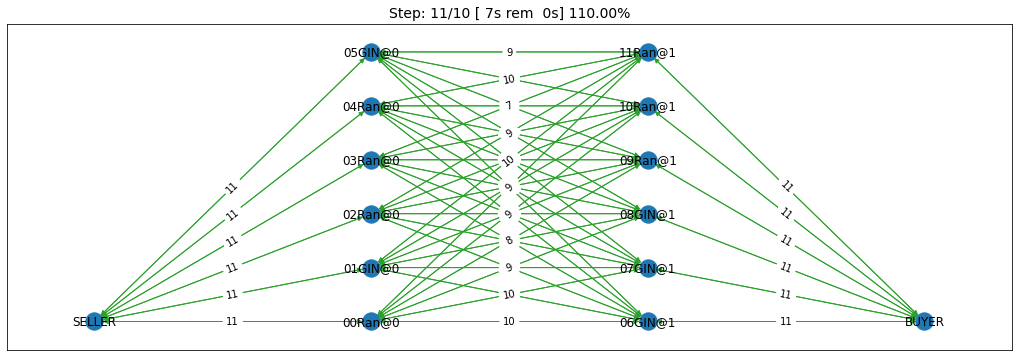 Step: 11/10 [ 7s rem  0s] 110.00%
05GIN@0 9 11Ran@1
10
04Ran@0 10Ran@1
9
03Ran@0 10 09Ran@1
11 9 11
11 02Ran@0 9 08GIN@1 11
11 8 11
11 01GIN@0 9 07GIN@1 11
11 10 11
SELLER 11 00Ran@0 10 06GIN@1 11 BUYER